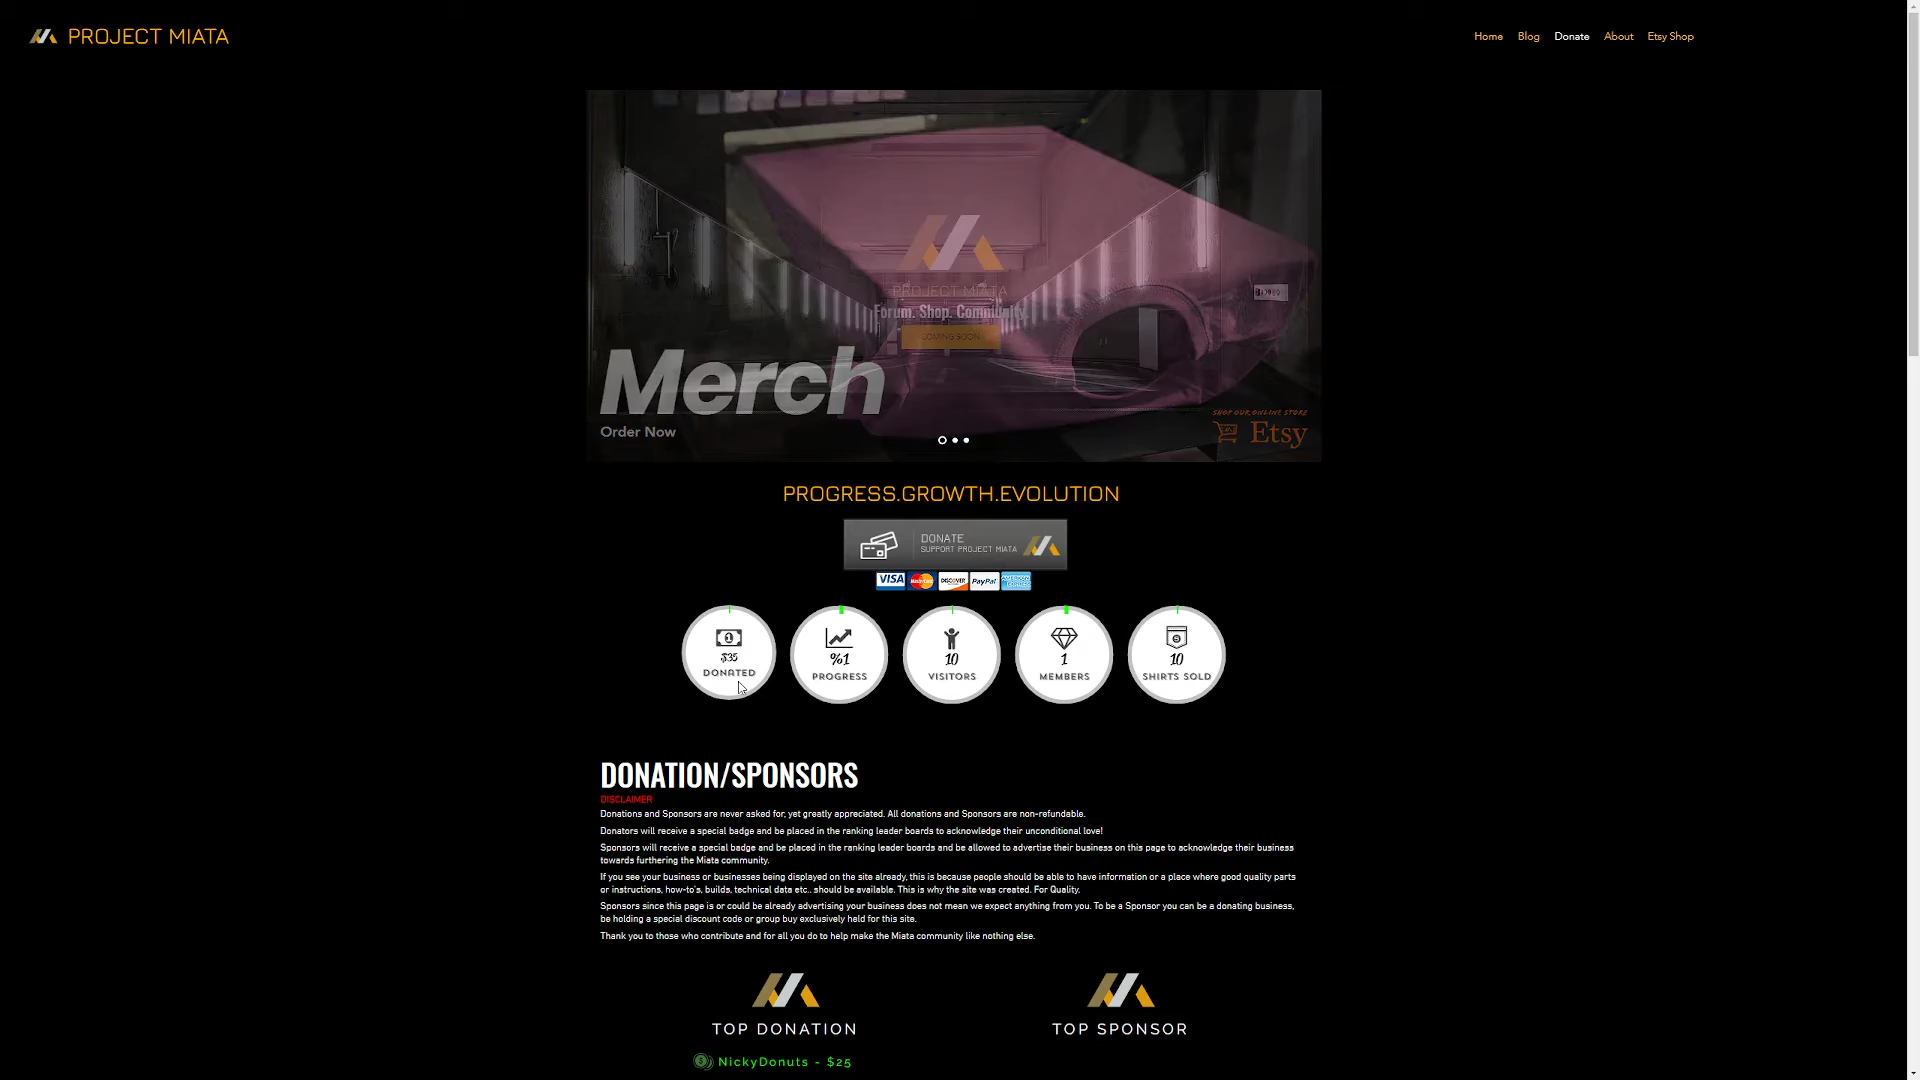 PROJECT MIATA
Home Blog Donate About Etsy Shop
PROJECT MIATA
Forum. Shop. Community.
COMING SOON
Merch
Order Now
SHOP OUR ONLINE STORE
Etsy
PROGRESS.GROWTH.EVOLUTION
DONATE
SUPPORT PROJECT MIATA
VISA MasterCard DISCOVER PayPal AMERICAN EXPRESS
$35 %1 10 1 10
DONATED PROGRESS VISITORS MEMBERS SHIRTS SOLD
DONATION/SPONSORS
DISCLAIMER
Donations and Sponsors are never asked for, yet greatly appreciated. All donations and Sponsors are non-refundable.
Donators will receive a special badge and be placed in the ranking leader boards to acknowledge their unconditional love!
Sponsors will receive a special badge and be placed in the ranking leader boards and be allowed to advertise their business on this page to acknowledge their business
towards furthering the Miata community.
If you see your business or businesses being displayed on the site already, this is because people should be able to have information or a place where good quality parts
or instructions, how-to's, builds, technical data etc.. should be available. This is why the site was created. For Quality.
Sponsors since this page is or could be already advertising your business does not mean we expect anything from you. To be a Sponsor you can be a donating business,
be holding a special discount code or group buy exclusively held for this site.
Thank you to those who contribute and for all you do to help make the Miata community like nothing else.
TOP DONATION
TOP SPONSOR
NickyDonuts - $25